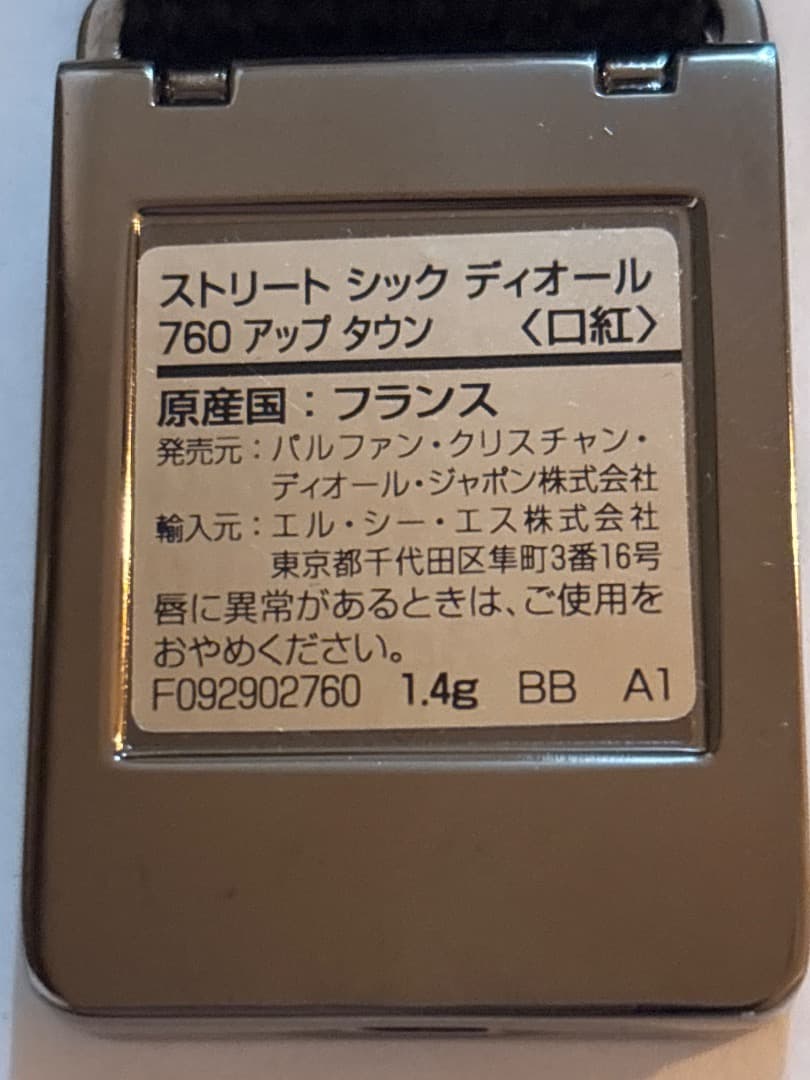 ストリート シック ディオール
760 アップ タウン 〈口紅〉
原産国：フランス
発売元：パルファン・クリスチャン・
ディオール・ジャポン株式会社
輸入元：エル・シー・エス株式会社
東京都千代田区隼町3番16号
唇に異常があるときは、ご使用を
おやめください。
F092902760 1.4g BB A1